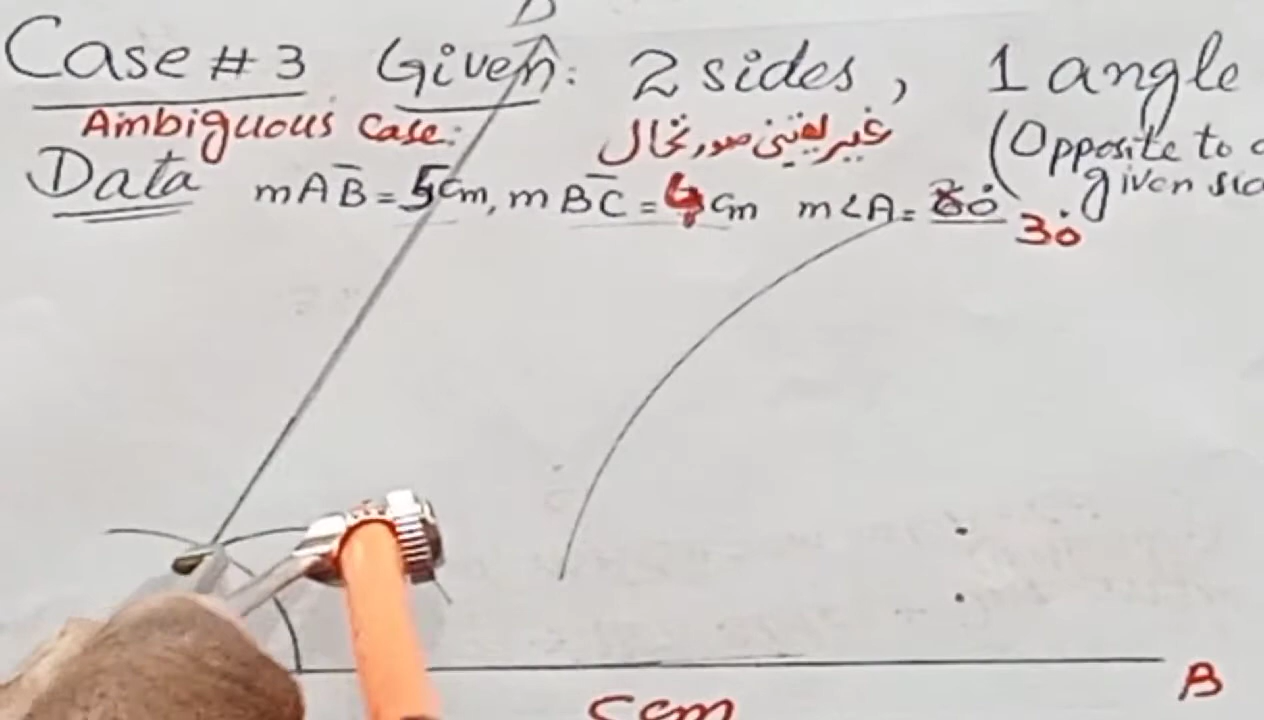 D
Case # 3 Given: 2 sides, 1 angle
Ambiguous Case: غیر یقینی صورتحال (Opposite to
Data mAB = 5cm, mBC = 4cm m∠A = 30° given
B
5cm